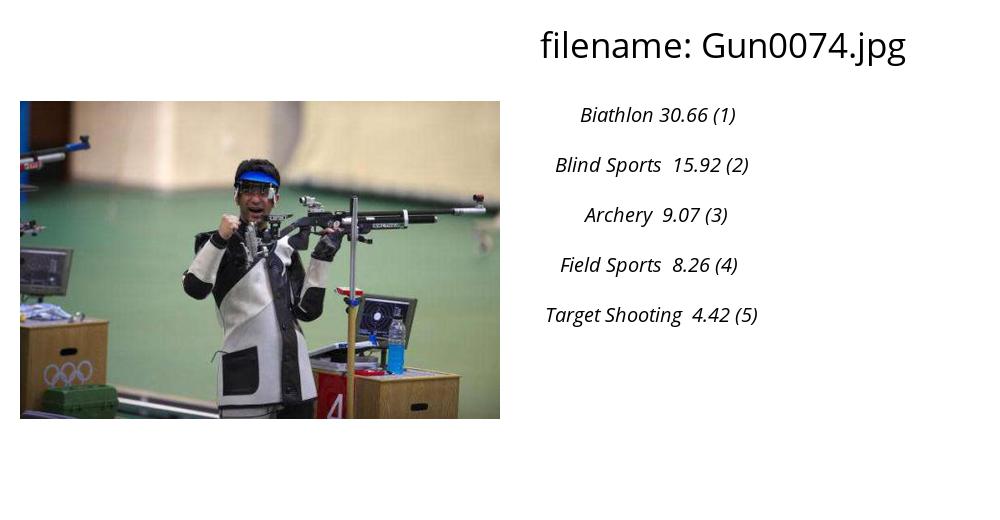 filename: Gun0074.jpg
Biathlon 30.66 (1)
Blind Sports 15.92 (2)
Archery 9.07 (3)
Field Sports 8.26 (4)
Target Shooting 4.42 (5)
4